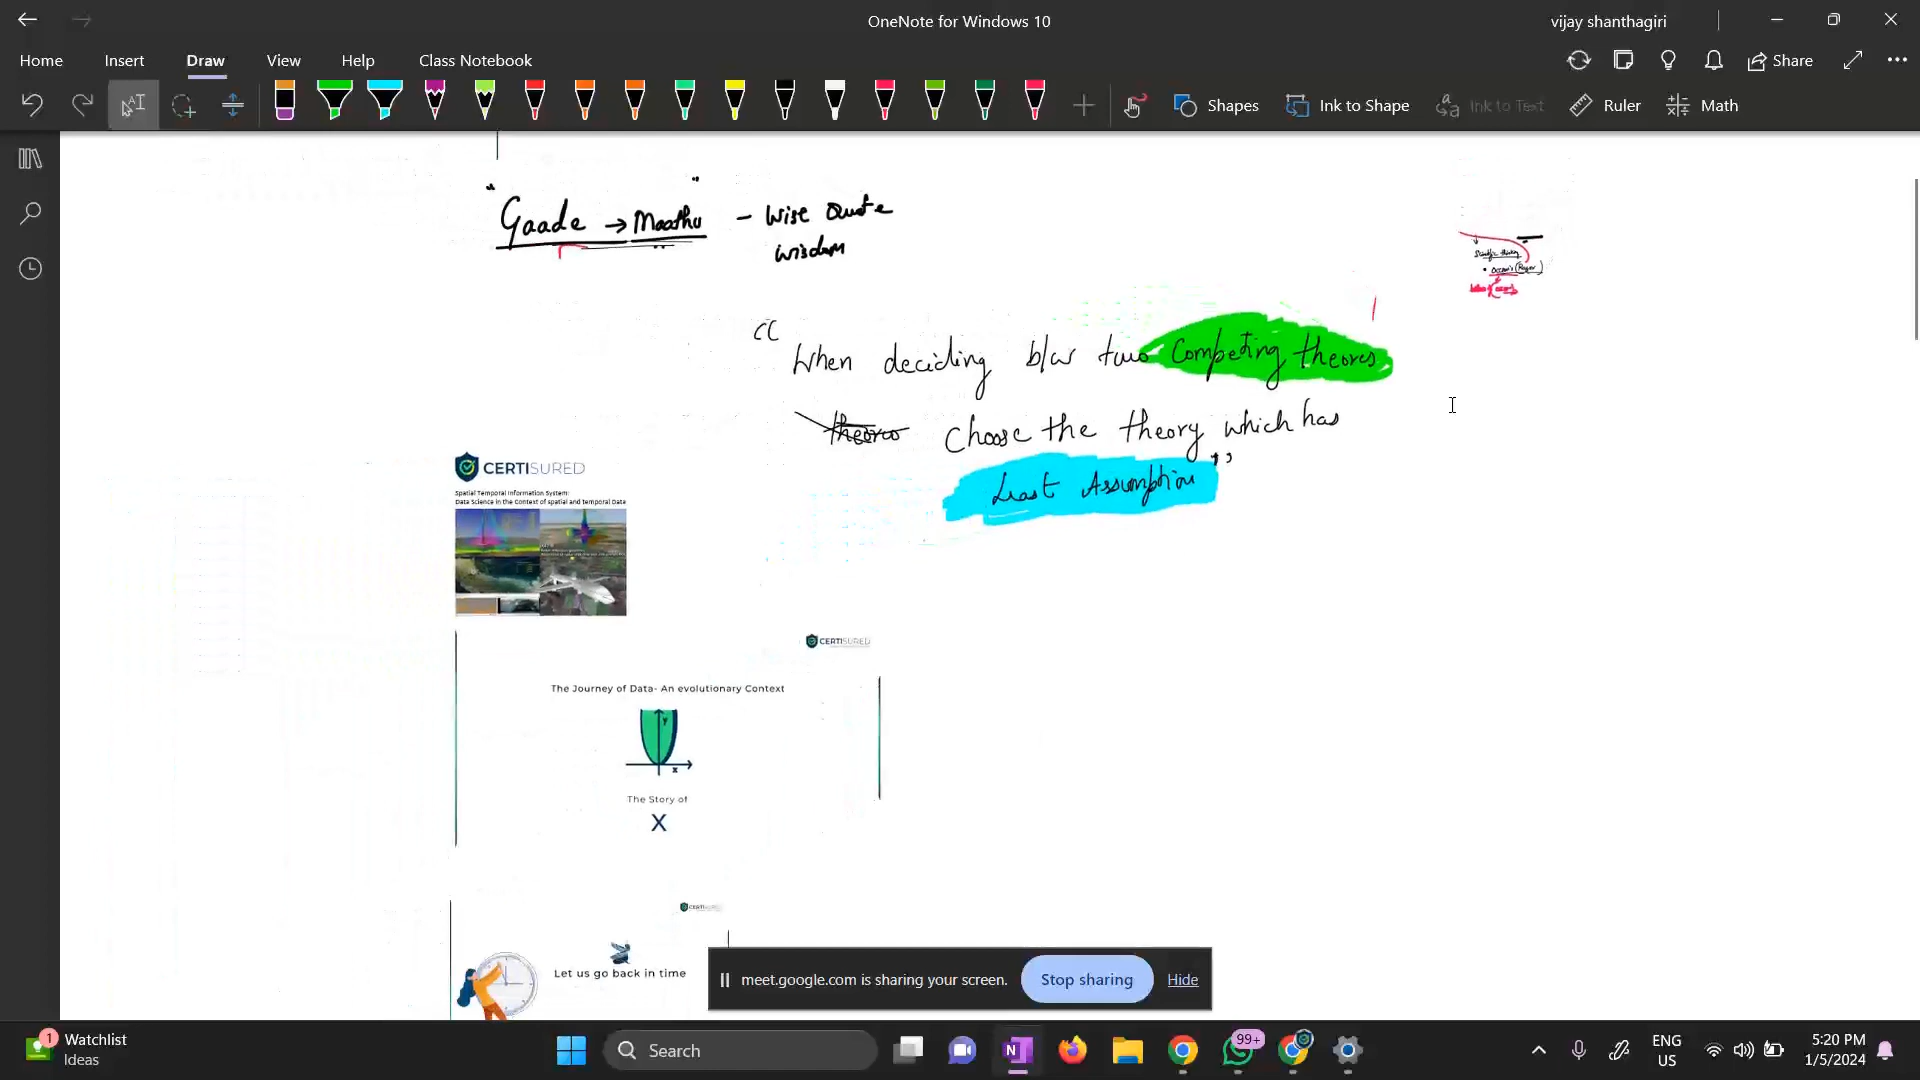 OneNote for Windows 10
vijay shanthagiri
Home
Insert
Draw
View
Help
Class Notebook
Share
Shapes
Ink to Shape
Ink to Text
Ruler
Math
"Gaade → Maathu" - Wise Quote
wisdom
When deciding b/w two Competing theores
choose the theory which has
Least Assumption"
CERTISURED
Spatial Temporal Information System:
Data Science in the Context of spatial and temporal Data
CERTISURED
The Journey of Data- An evolutionary Context
y
x
The Story of
X
CERTISURED
Let us go back in time
meet.google.com is sharing your screen.
Stop sharing
Hide
1
Watchlist
Ideas
Search
99+
ENG
US
5:20 PM
1/5/2024